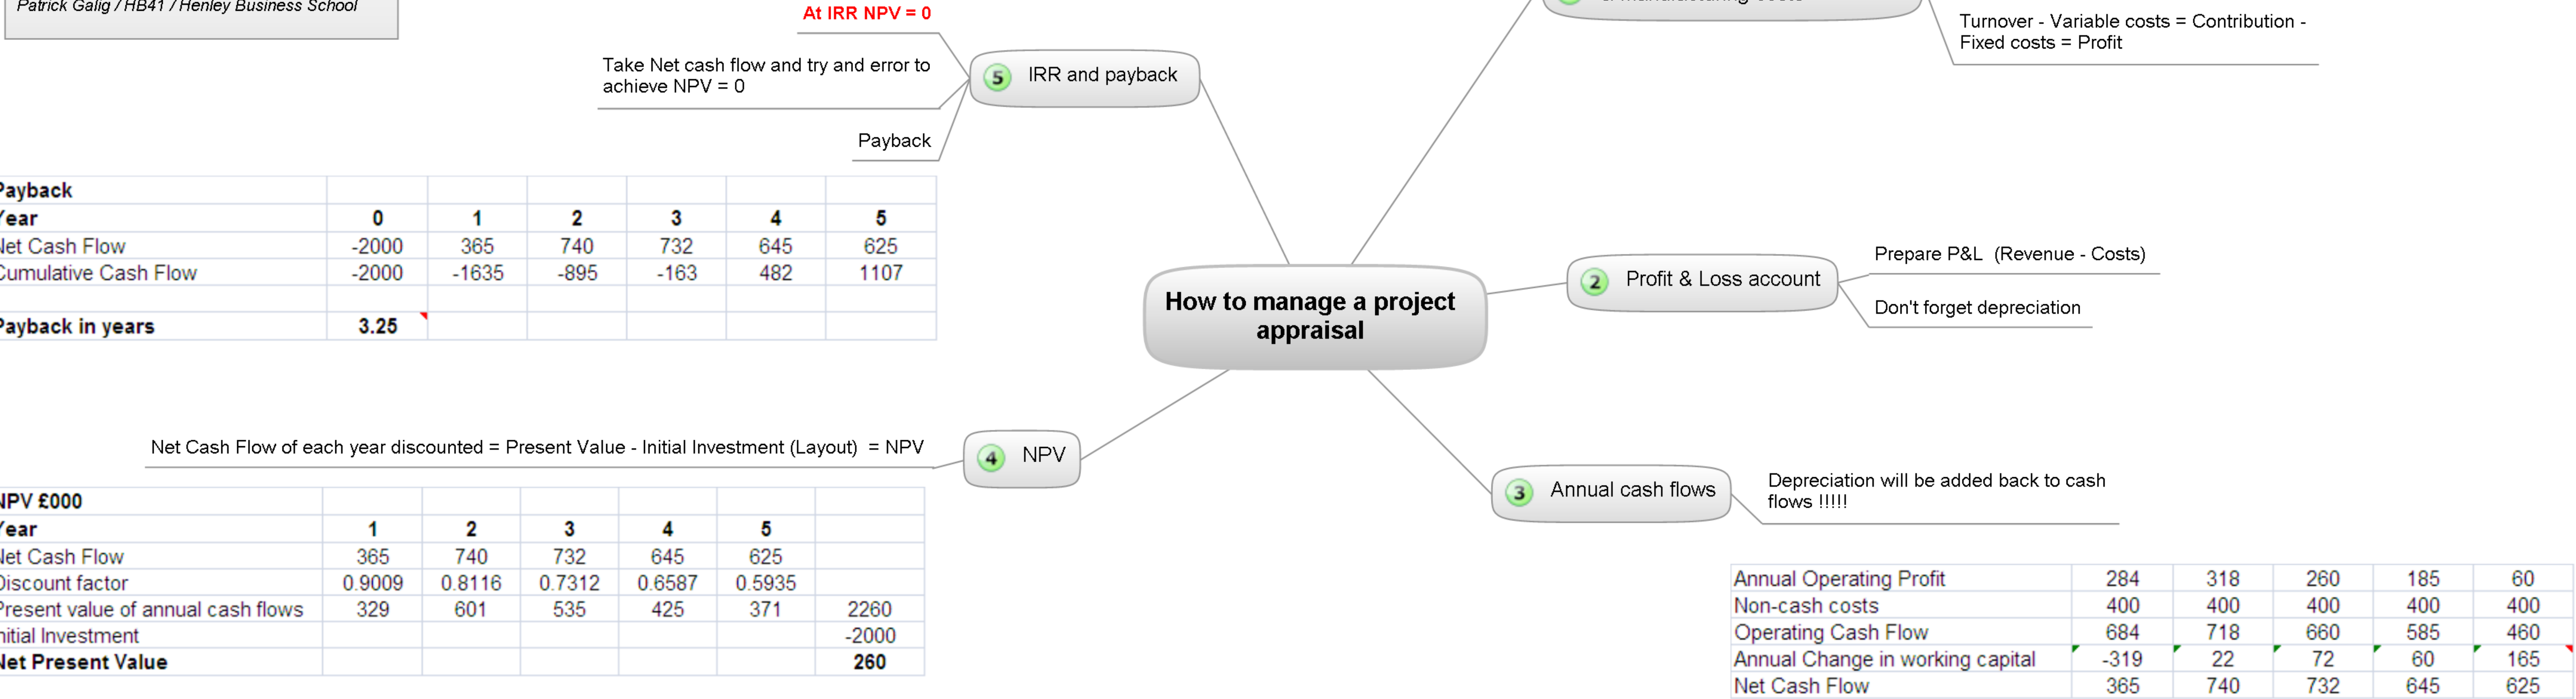 Patrick Galig / HB41 / Henley Business School
At IRR NPV = 0
Take Net cash flow and try and error to
achieve NPV = 0
Payback
5 IRR and payback
Turnover - Variable costs = Contribution -
Fixed costs = Profit
Payback
Year 0 1 2 3 4 5
Net Cash Flow -2000 365 740 732 645 625
Cumulative Cash Flow -2000 -1635 -895 -163 482 1107
Payback in years 3.25
How to manage a project
appraisal
2 Profit & Loss account
Prepare P&L (Revenue - Costs)
Don't forget depreciation
Net Cash Flow of each year discounted = Present Value - Initial Investment (Layout) = NPV
4 NPV
NPV £000
Year 1 2 3 4 5
Net Cash Flow 365 740 732 645 625
Discount factor 0.9009 0.8116 0.7312 0.6587 0.5935
Present value of annual cash flows 329 601 535 425 371 2260
Initial Investment -2000
Net Present Value 260
3 Annual cash flows
Depreciation will be added back to cash
flows !!!!!
Annual Operating Profit 284 318 260 185 60
Non-cash costs 400 400 400 400 400
Operating Cash Flow 684 718 660 585 460
Annual Change in working capital -319 22 72 60 165
Net Cash Flow 365 740 732 645 625